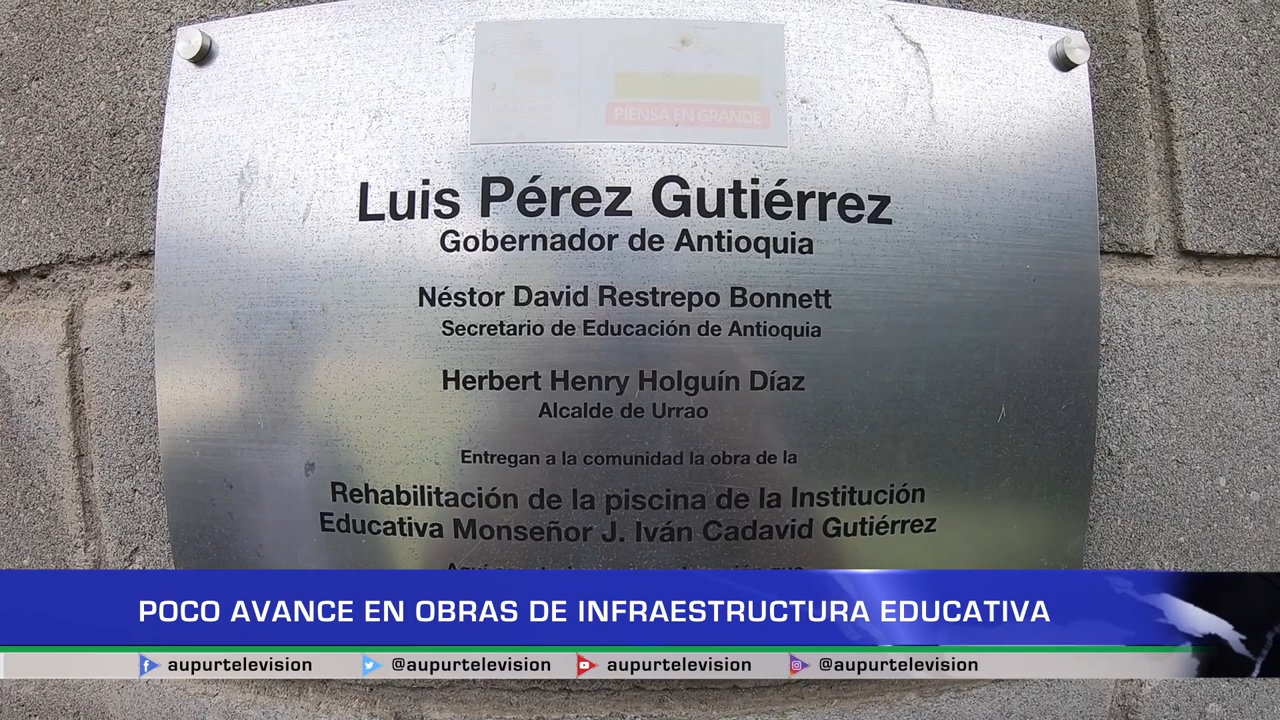 PIENSA EN GRANDE
Luis Pérez Gutiérrez
Gobernador de Antioquia
Néstor David Restrepo Bonnett
Secretario de Educación de Antioquia
Herbert Henry Holguín Díaz
Alcalde de Urrao
Entregan a la comunidad la obra de la
Rehabilitación de la piscina de la Institución
Educativa Monseñor J. Iván Cadavid Gutiérrez
POCO AVANCE EN OBRAS DE INFRAESTRUCTURA EDUCATIVA
aupurtelevision @aupurtelevision aupurtelevision @aupurtelevision